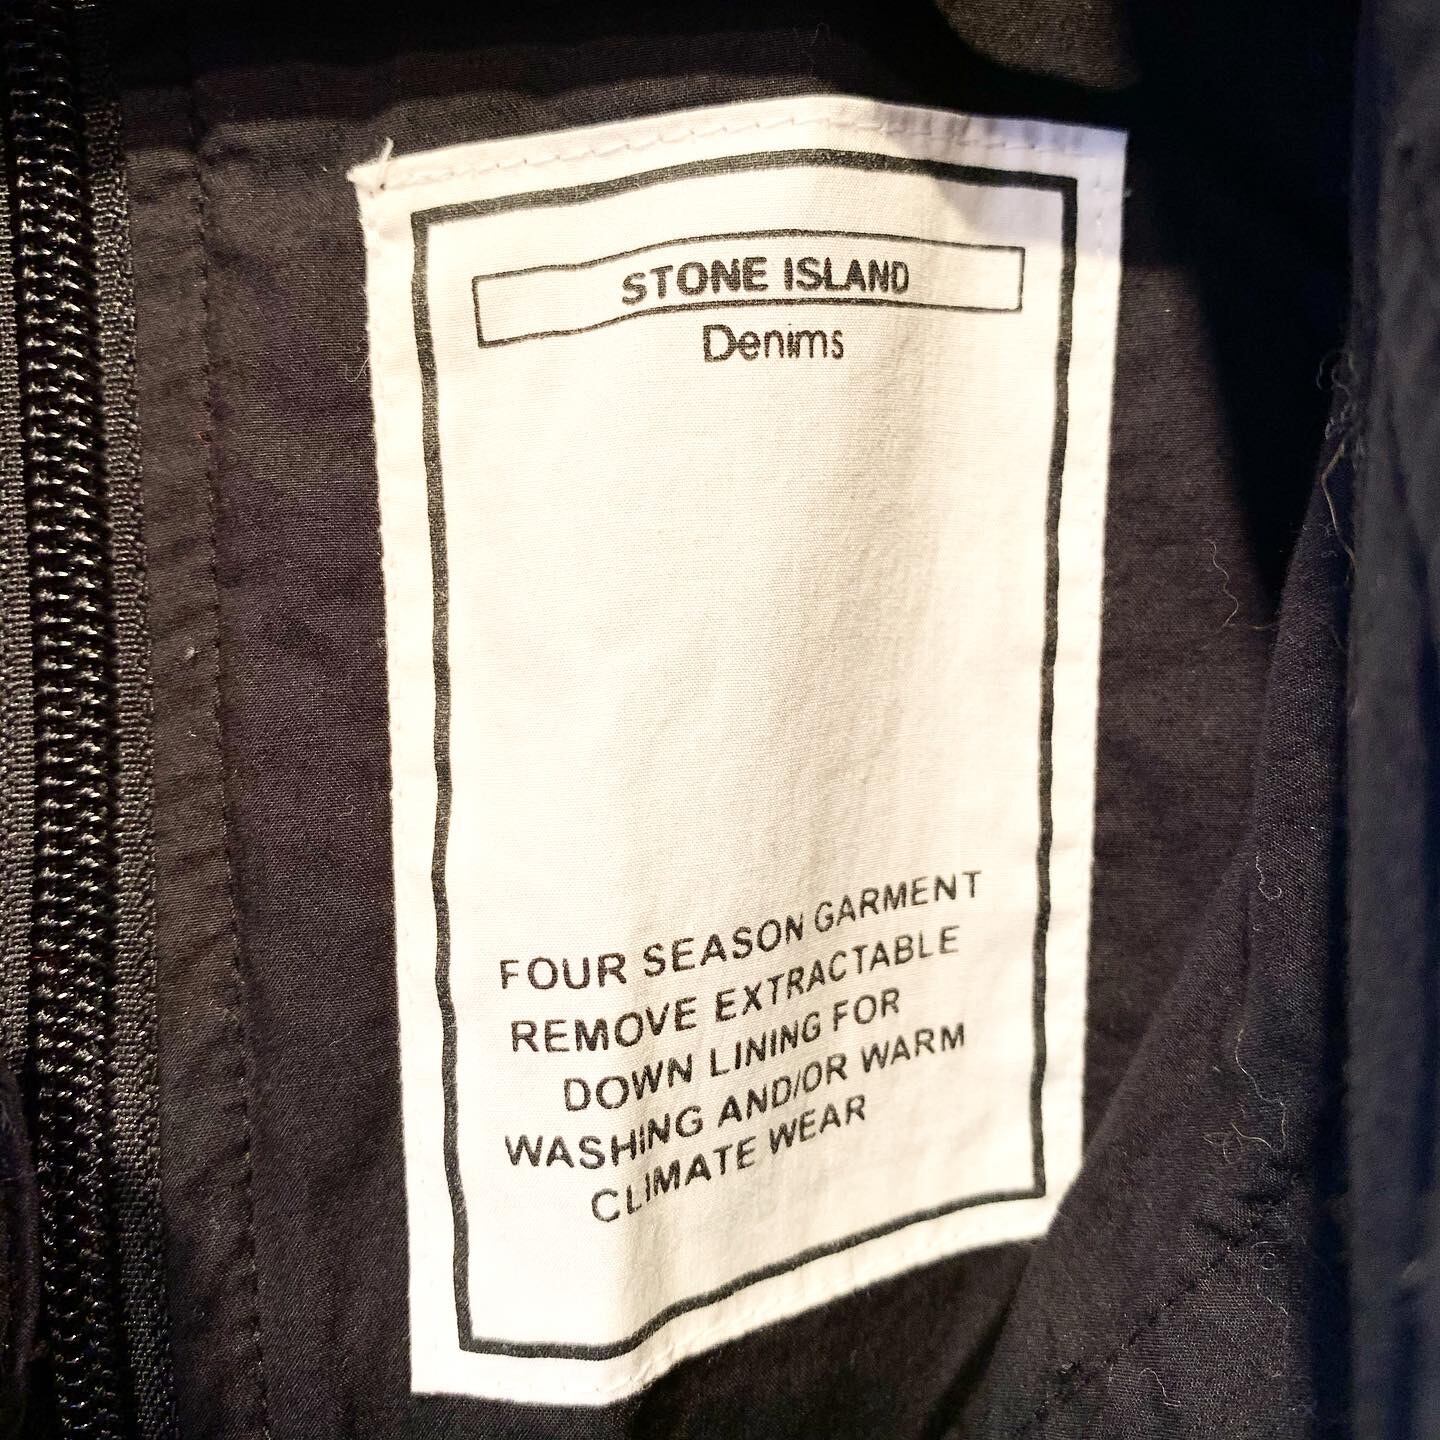 STONE ISLAND
Denims
FOUR SEASON GARMENT
REMOVE EXTRACTABLE
DOWN LINING FOR
WASHING AND/OR WARM
CLIMATE WEAR